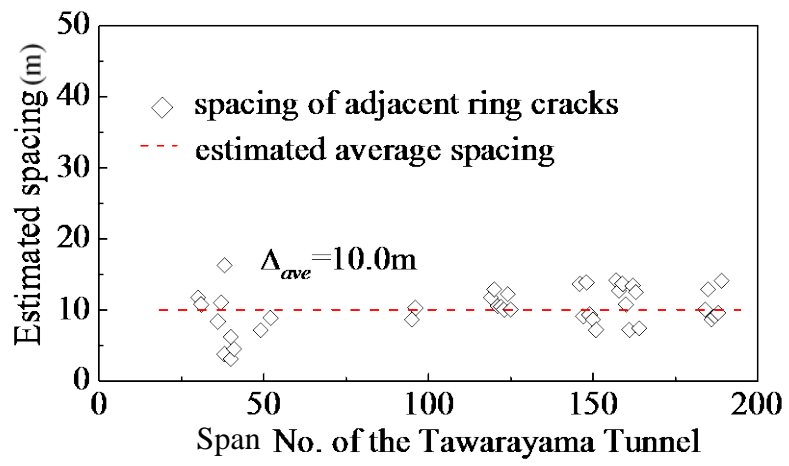 Estimated spacing (m)
50
40
30
20
10
0
spacing of adjacent ring cracks
estimated average spacing
Δave=10.0m
0 50 100 150 200
Span No. of the Tawarayama Tunnel